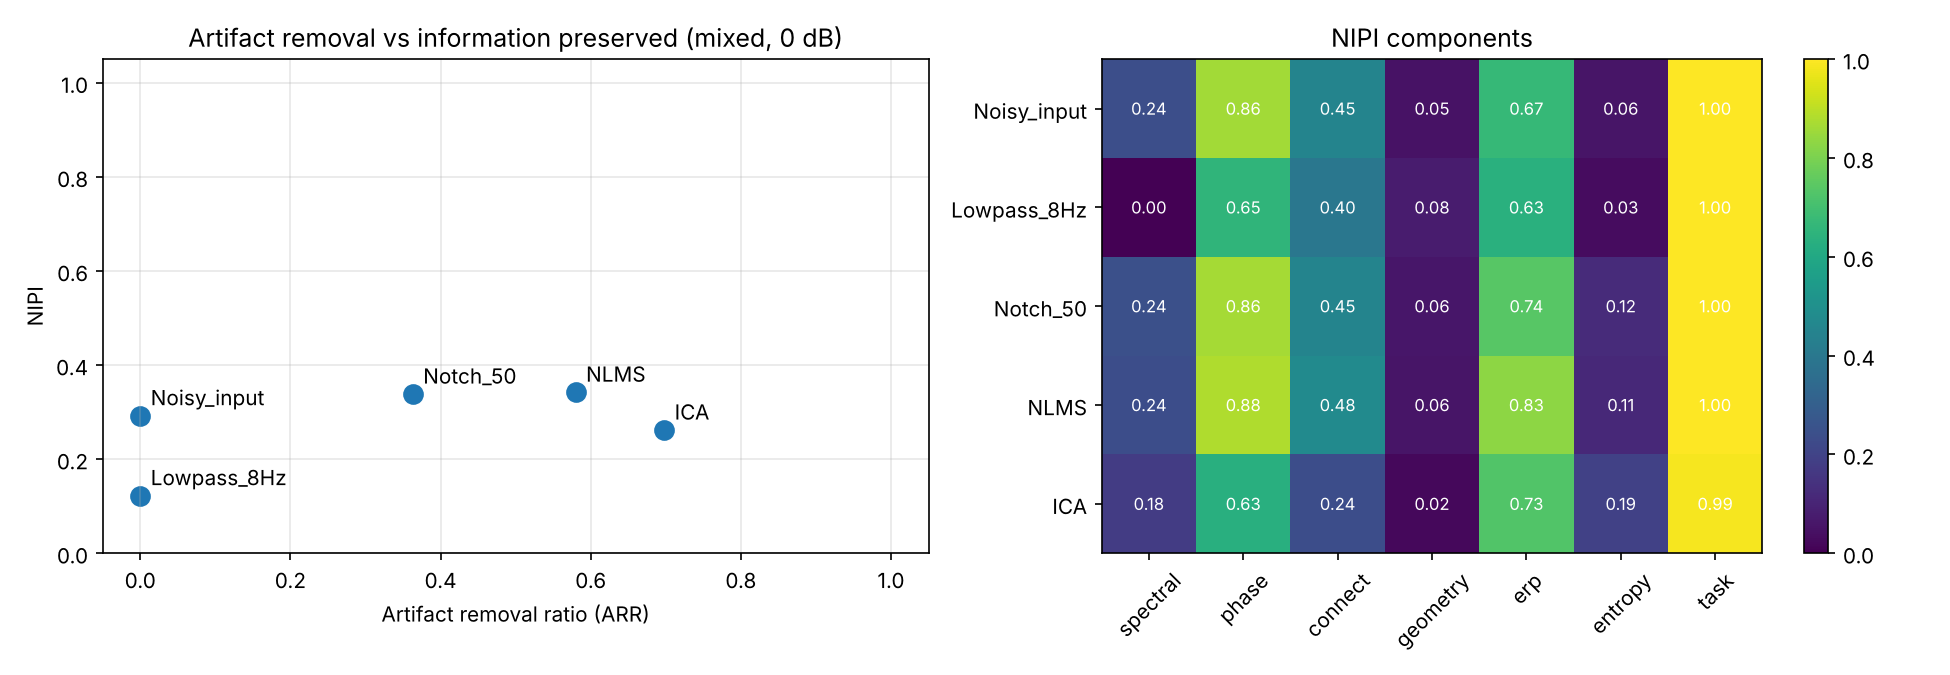 Artifact removal vs information preserved (mixed, 0 dB)
1.0
0.8
0.6
0.4
0.2
0.0
NIPI
Noisy_input
Lowpass_8Hz
Notch_50
NLMS
ICA
0.0 0.2 0.4 0.6 0.8 1.0
Artifact removal ratio (ARR)
NIPI components
Noisy_input 0.24 0.86 0.45 0.05 0.67 0.06 1.00
Lowpass_8Hz 0.00 0.65 0.40 0.08 0.63 0.03 1.00
Notch_50 0.24 0.86 0.45 0.06 0.74 0.12 1.00
NLMS 0.24 0.88 0.48 0.06 0.83 0.11 1.00
ICA 0.18 0.63 0.24 0.02 0.73 0.19 0.99
spectral phase connect geometry erp entropy task
1.0
0.8
0.6
0.4
0.2
0.0